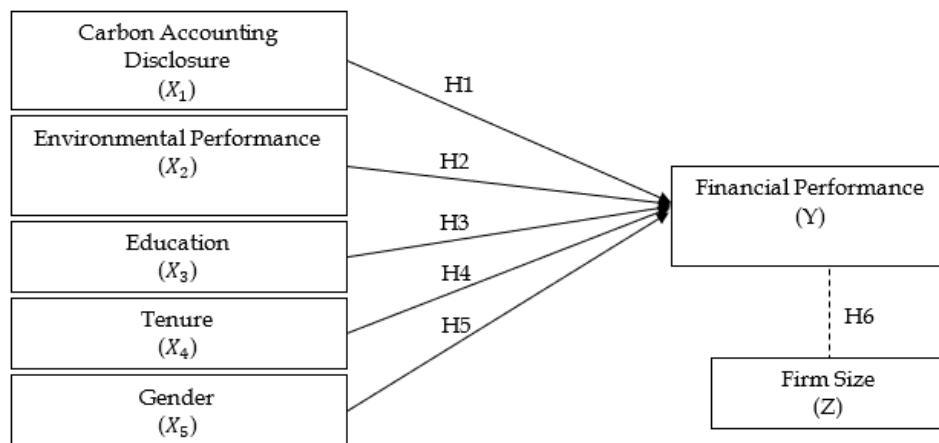 Carbon Accounting
Disclosure
(X₁)
H1
Environmental Performance
(X₂)
H2
Financial Performance
(Y)
Education
(X₃)
H3
Tenure
(X₄)
H4
H5
H6
Gender
(X₅)
Firm Size
(Z)